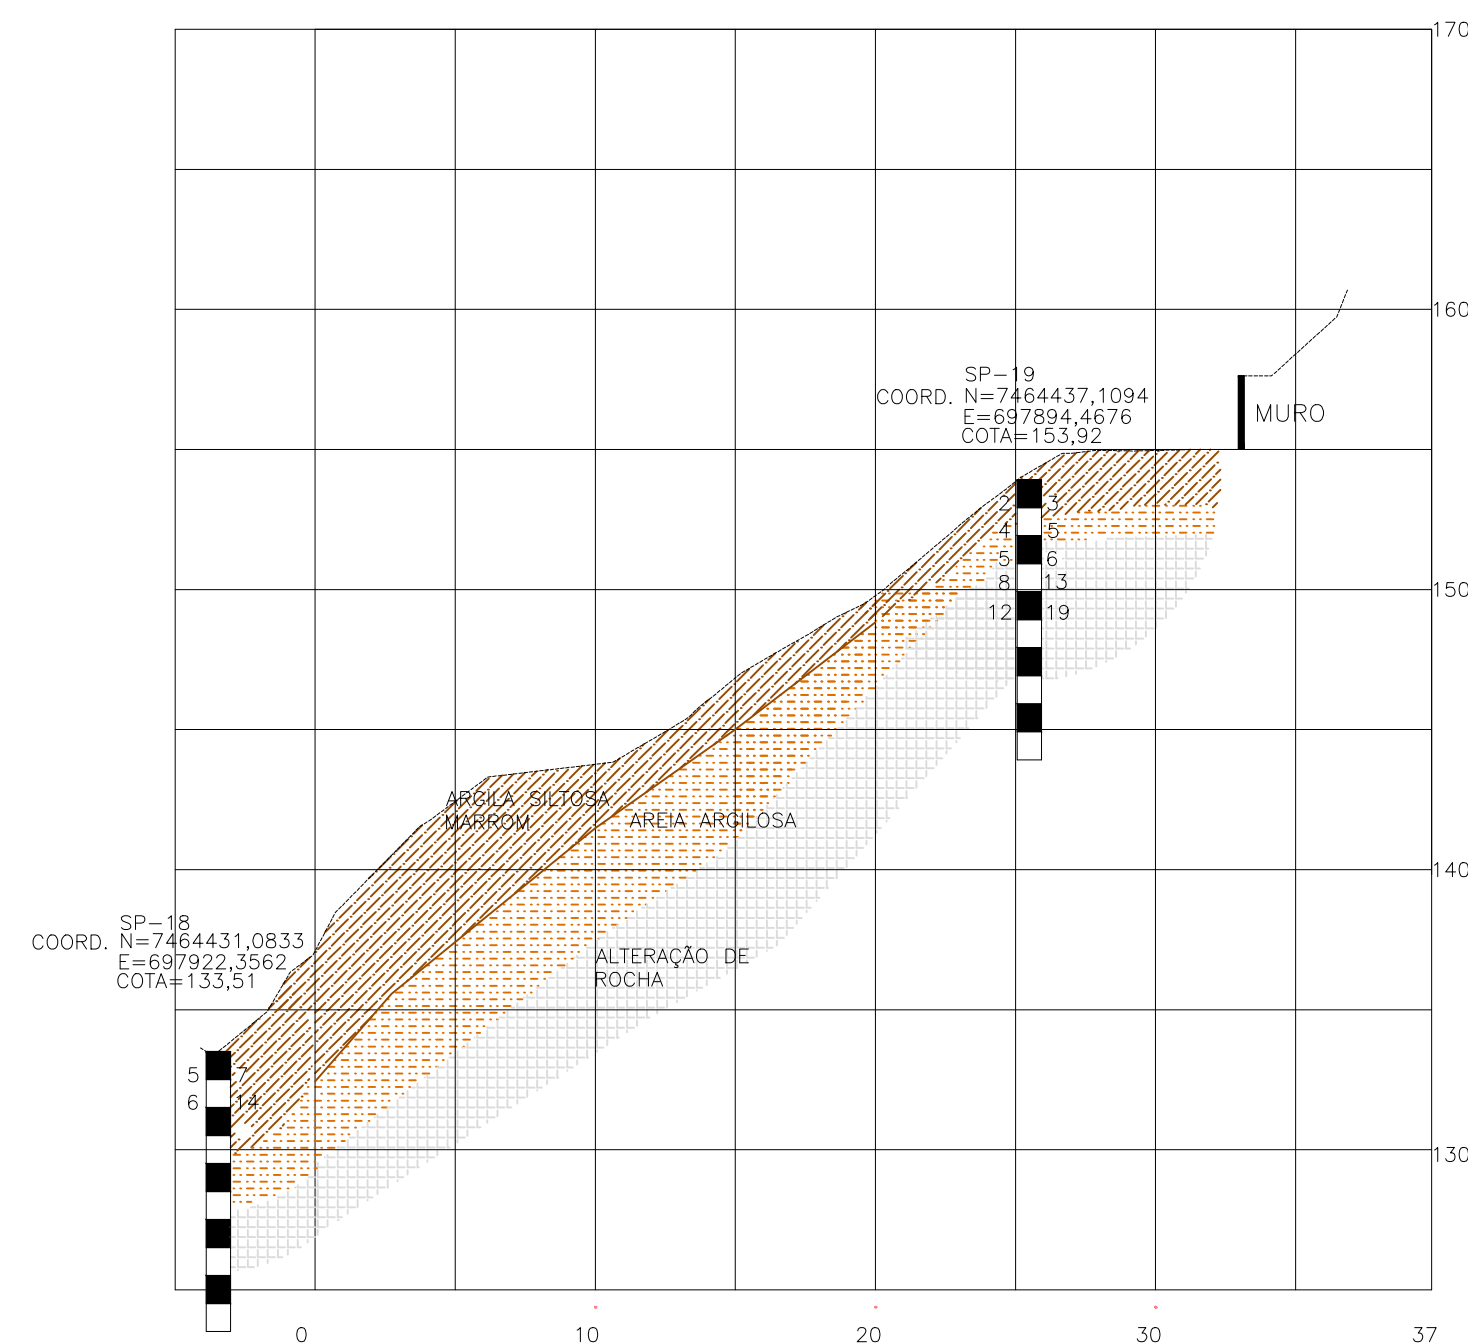 170
160
SP-19
COORD. N=7464437,1094
E=697894,4676
COTA=153,92
MURO
2 3
4 5
5 6
8 13
12 19
150
ARGILA SILTOSA
MARROM
AREIA ARGILOSA
140
SP-18
COORD. N=7464431,0833
E=697922,3562
COTA=133,51
ALTERAÇÃO DE
ROCHA
5 7
6 14
130
0 10 20 30 37